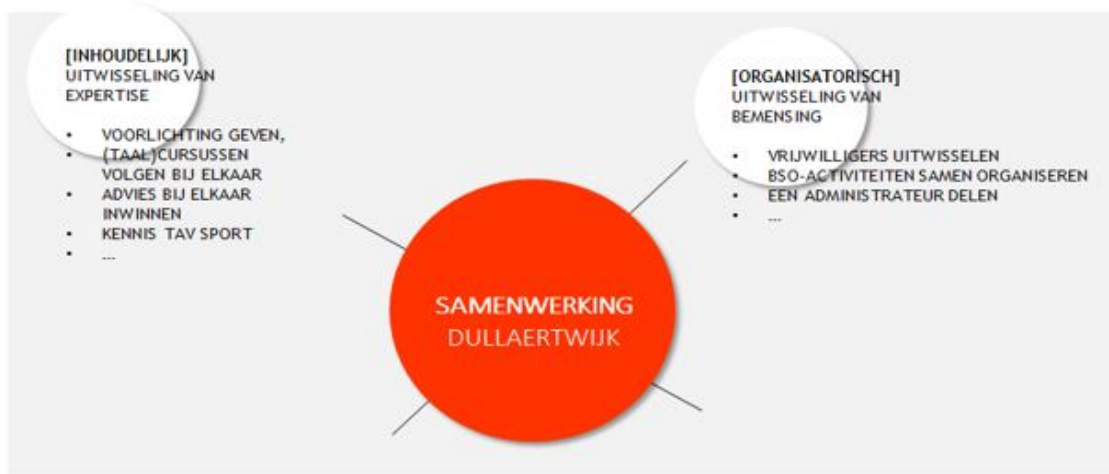 [INHOUDELIJK]
UITWISSELING VAN
EXPERTISE
• VOORLICHTING GEVEN,
• (TAAL)CURSUSSEN
VOLGEN BIJ ELKAAR
• ADVIES BIJ ELKAAR
INWINNEN
• KENNIS TAV SPORT
• ...
[ORGANISATORISCH]
UITWISSELING VAN
BEMENSING
• VRIJWILLIGERS UITWISSELEN
• BSO-ACTIVITEITEN SAMEN ORGANISEREN
• EEN ADMINISTRATEUR DELEN
• ...
SAMENWERKING
DULLAERTWIJK